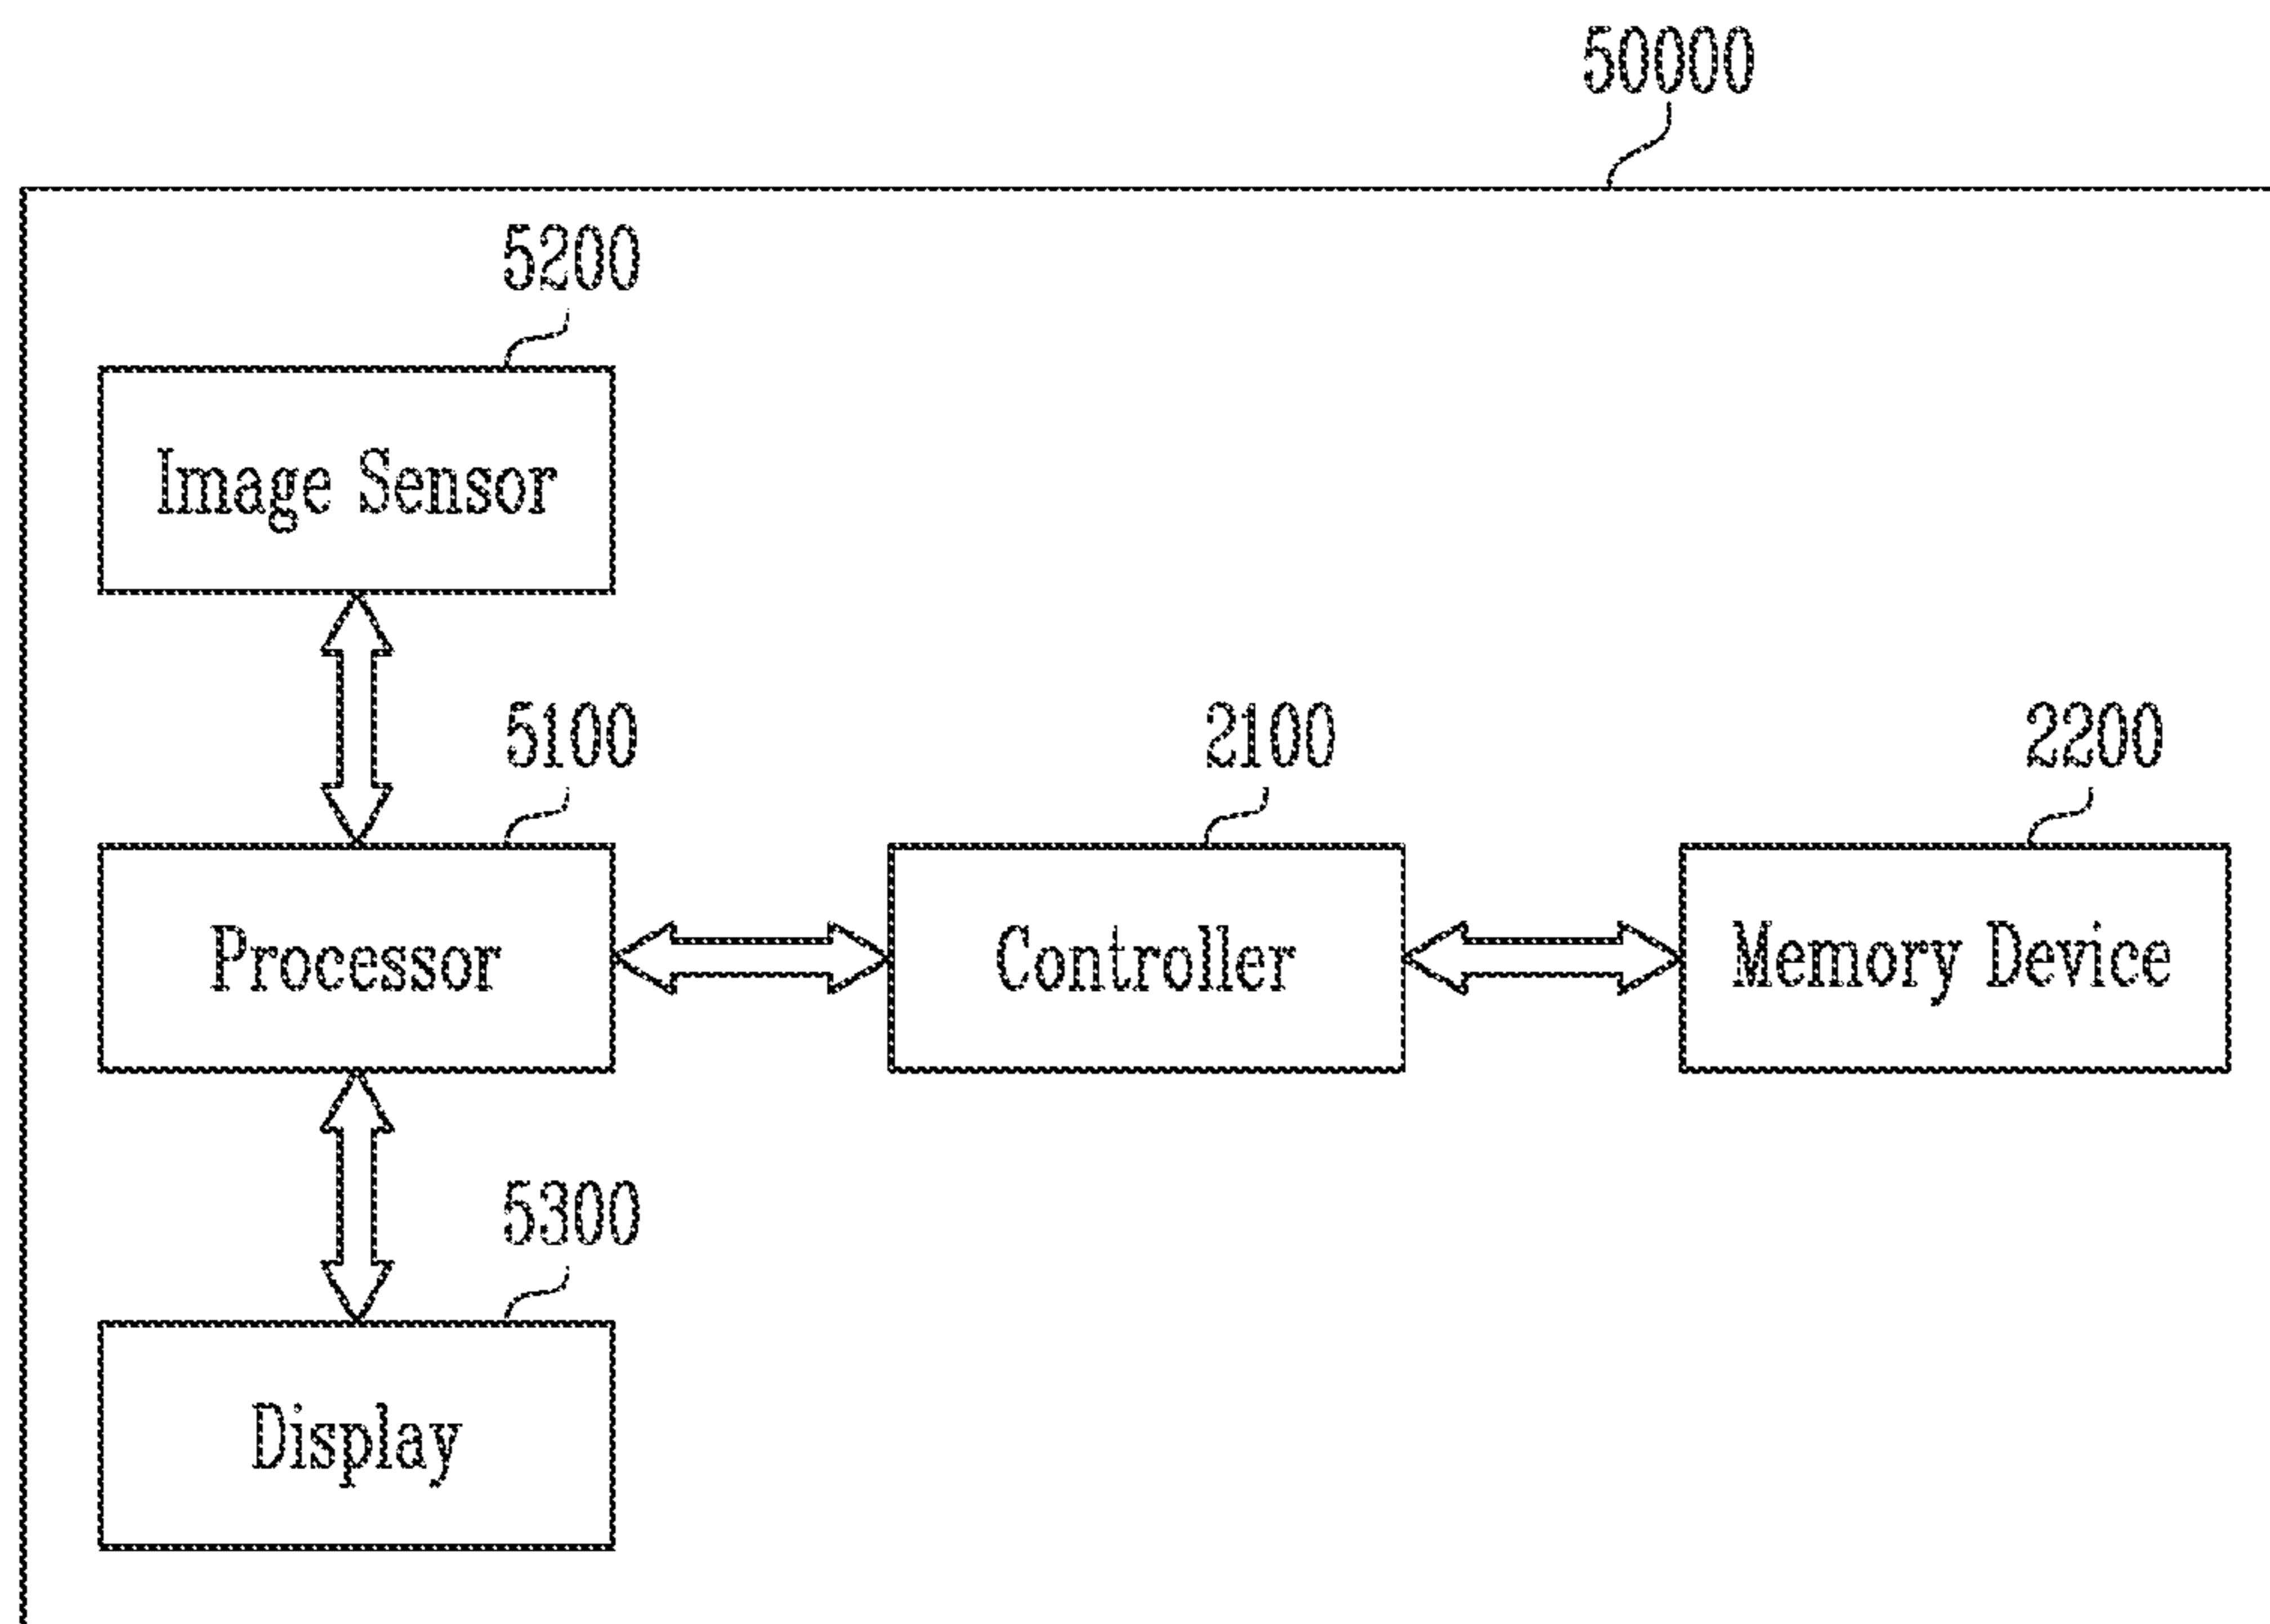 50000
5200
Image Sensor
5100
2100
2200
Processor
Controller
Memory Device
5300
Display